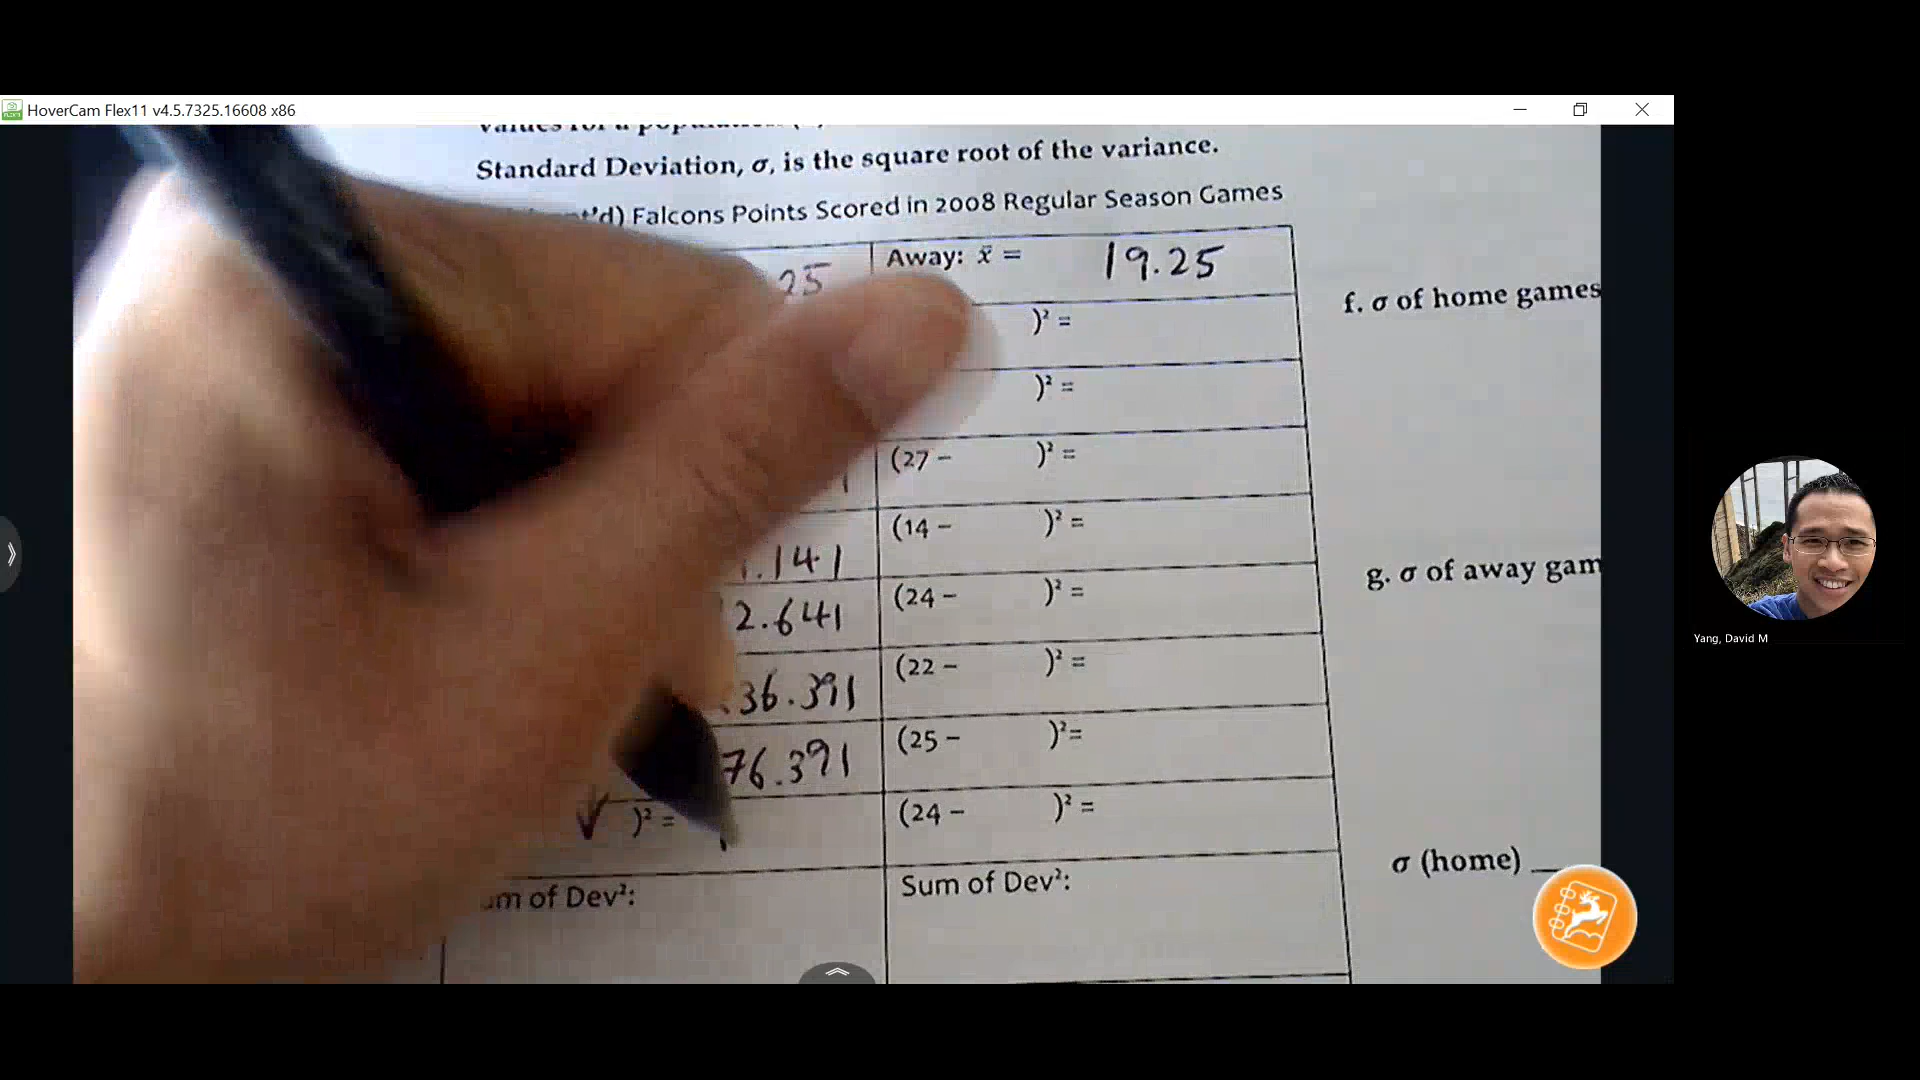 HoverCam Flex11 v4.5.7325.16608 x86
values for a
Standard Deviation, σ, is the square root of the variance.
Falcons Points Scored in 2008 Regular Season Games
25
Away: x̄ = 19.25
)² =
)² =
(27 – )² =
.141
(14 – )² =
2.641
(24 – )² =
36.391
(22 – )² =
76.391
(25 – )²=
✓ )² =
(24 – )² =
of Dev²:
Sum of Dev²:
f. σ of home games
g. σ of away gam
σ (home)
Yang, David M